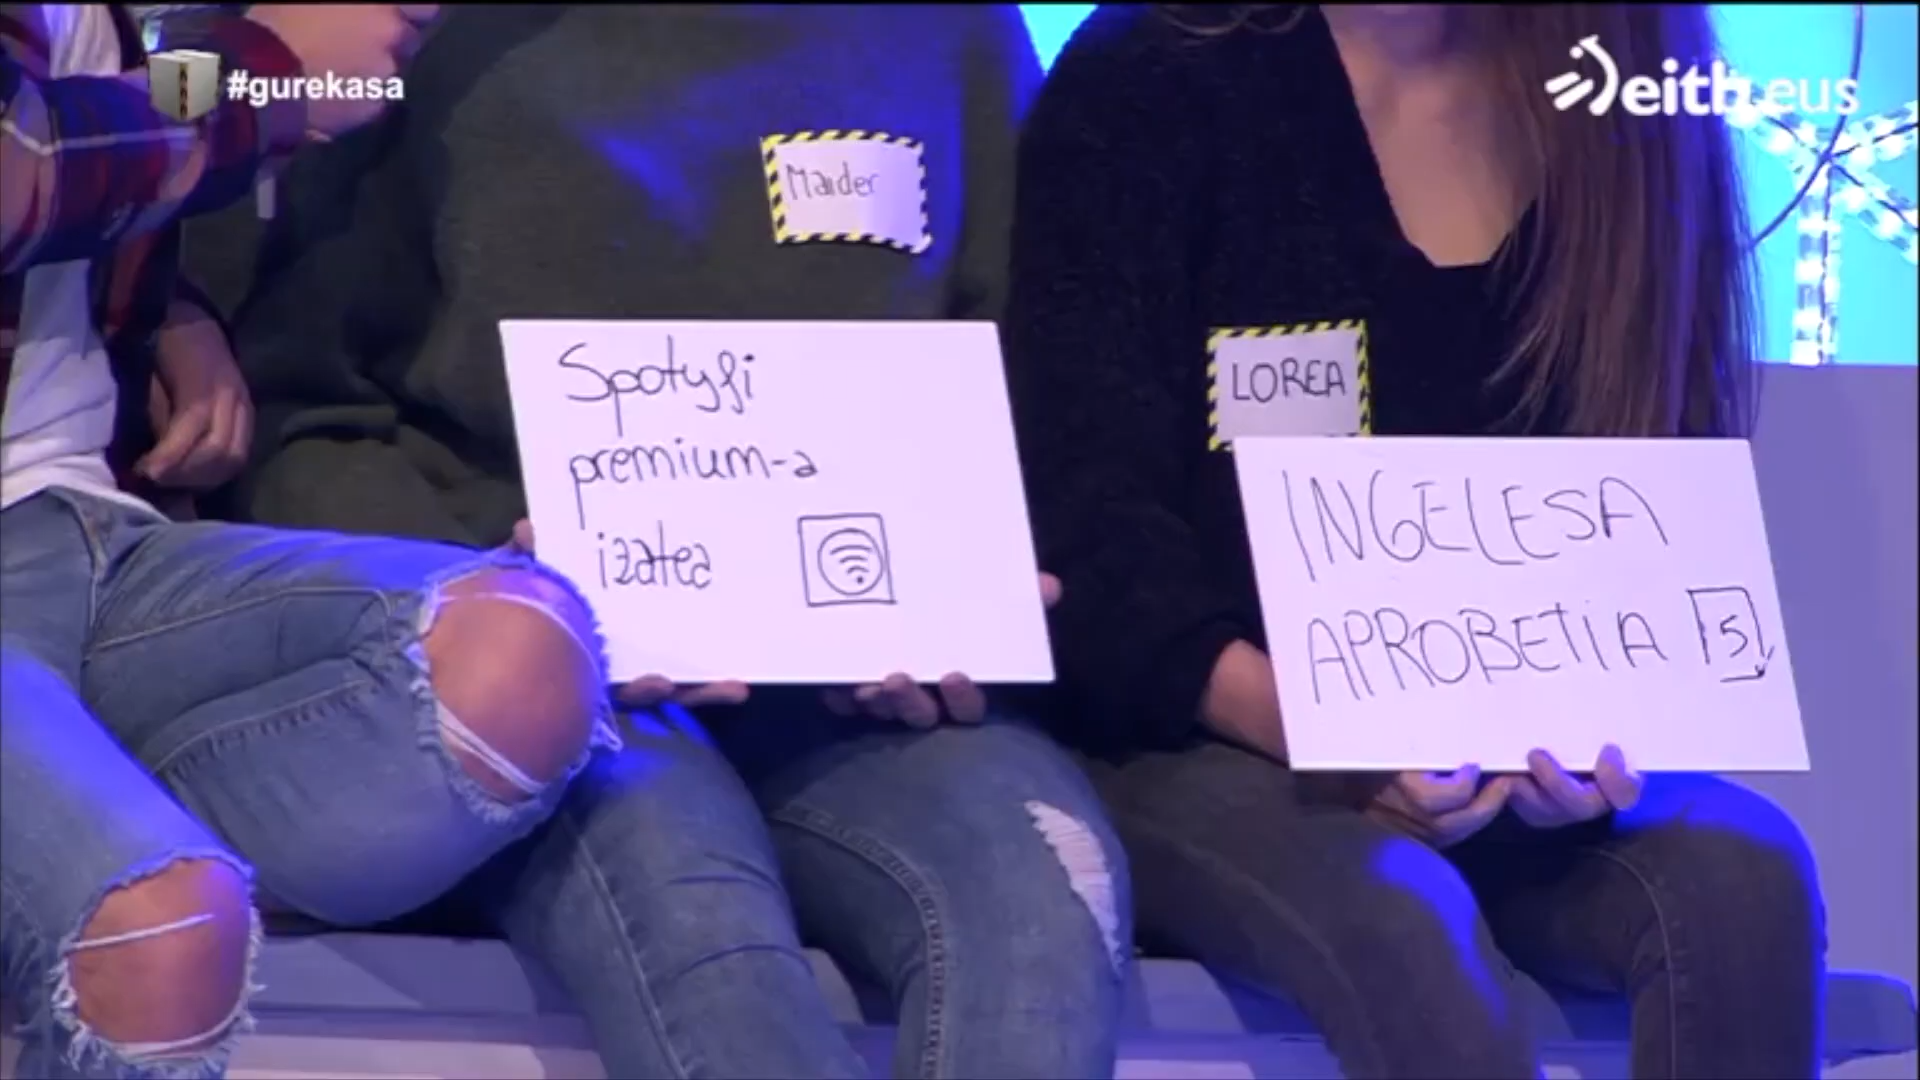 #gurekasa
eitb.eus
Maider
Spotyfi
premium-a
izatea
LOREA
INGELESA
APROBETIA 5